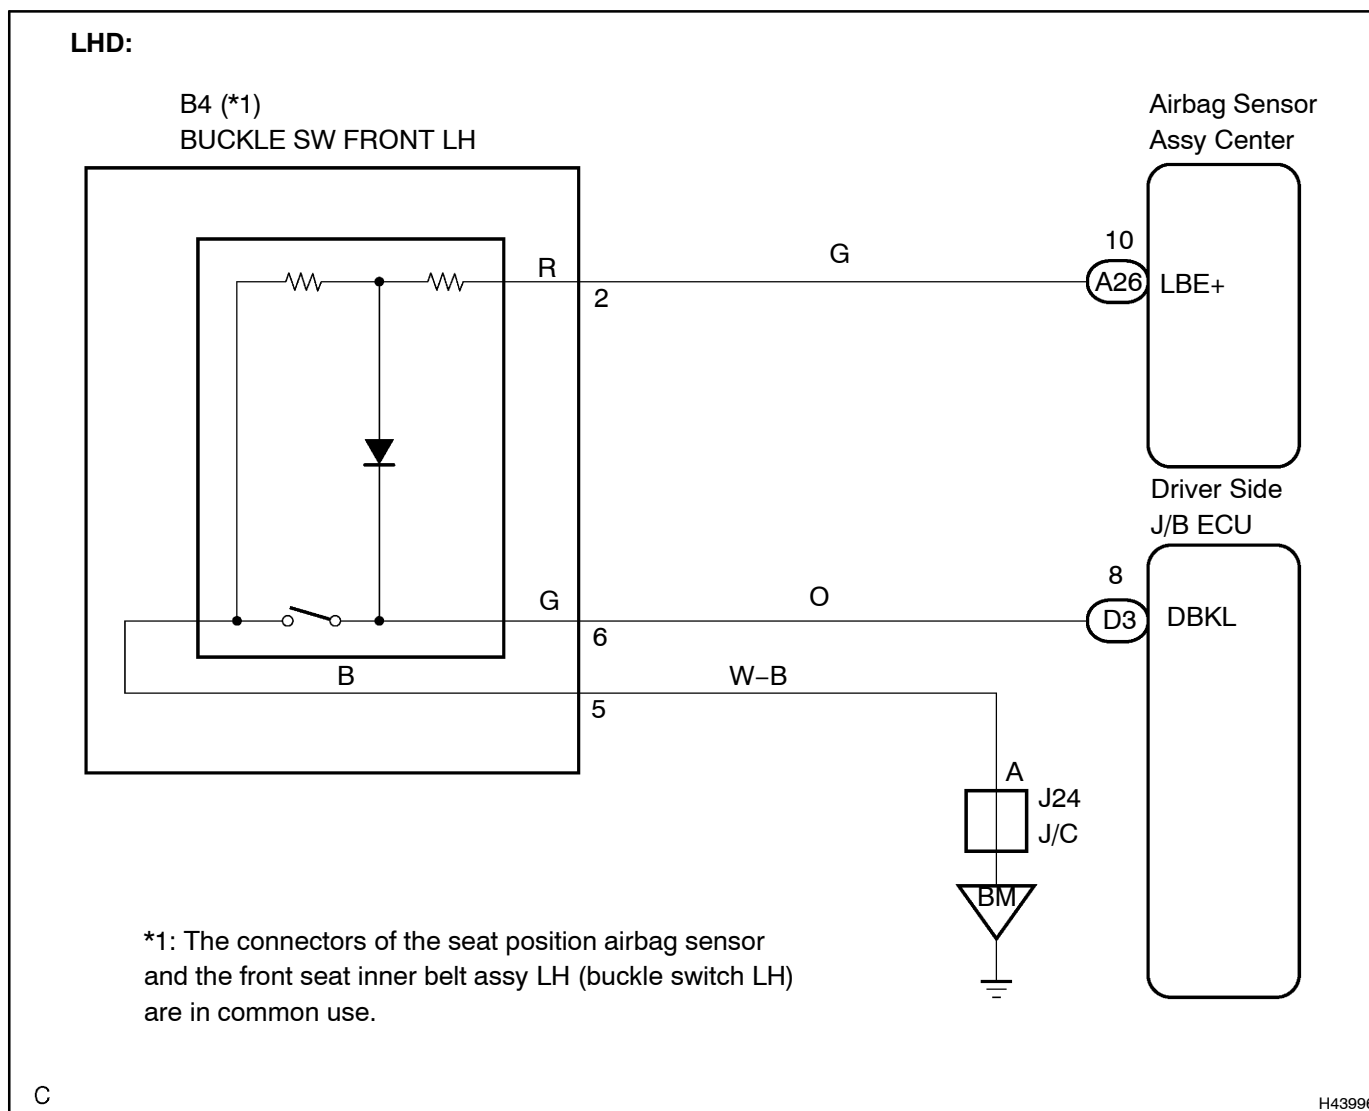 LHD:
B4 (*1)
BUCKLE SW FRONT LH
Airbag Sensor
Assy Center
10
R
G
A26
LBE+
2
Driver Side
J/B ECU
8
G
O
D3
DBKL
6
B
W−B
5
A
J24
J/C
BM
*1: The connectors of the seat position airbag sensor
and the front seat inner belt assy LH (buckle switch LH)
are in common use.
C
H43996